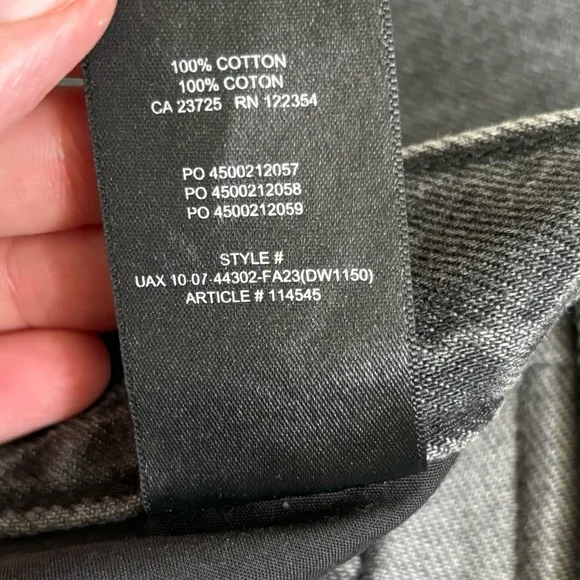 100% COTTON
100% COTON
CA 23725 RN 122354
PO 4500212057
PO 4500212058
PO 4500212059
STYLE #
UAX 10-07-44302-FA23(DW1150)
ARTICLE # 114545